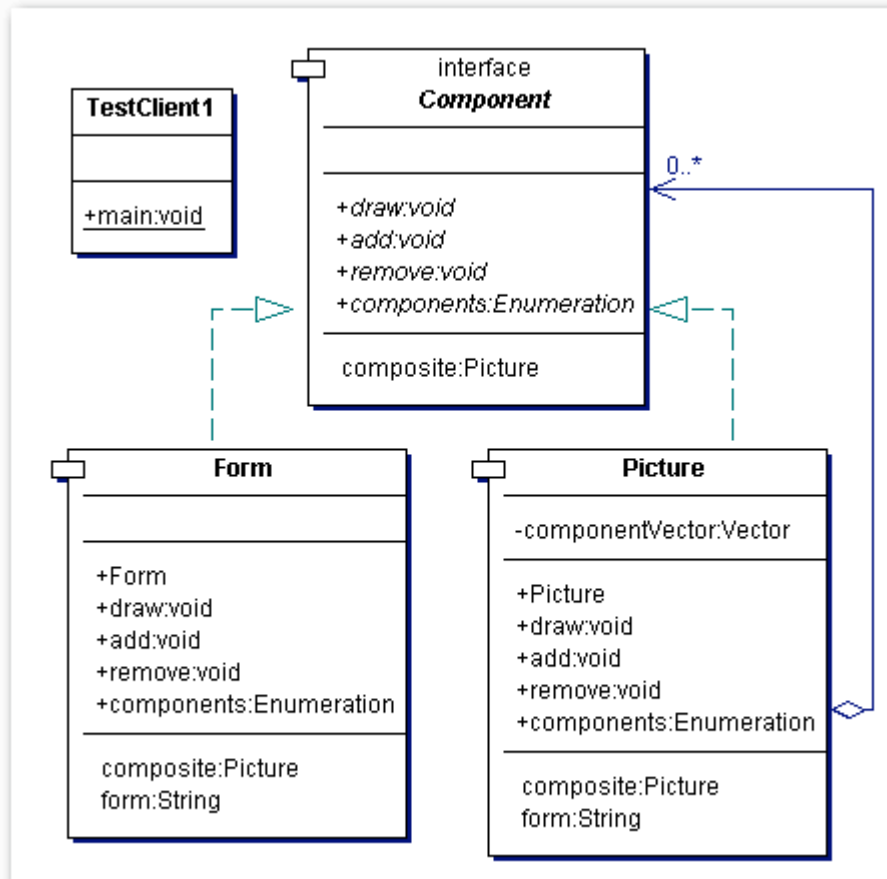 TestClient1
+main:void
interface
Component
+draw:void
+add:void
+remove:void
+components:Enumeration
composite:Picture
0..*
Form
+Form
+draw:void
+add:void
+remove:void
+components:Enumeration
composite:Picture
form:String
Picture
-componentVector:Vector
+Picture
+draw:void
+add:void
+remove:void
+components:Enumeration
composite:Picture
form:String